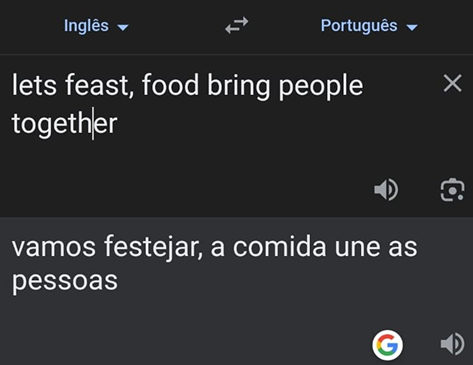 Inglês Português
lets feast, food bring people
together
vamos festejar, a comida une as
pessoas